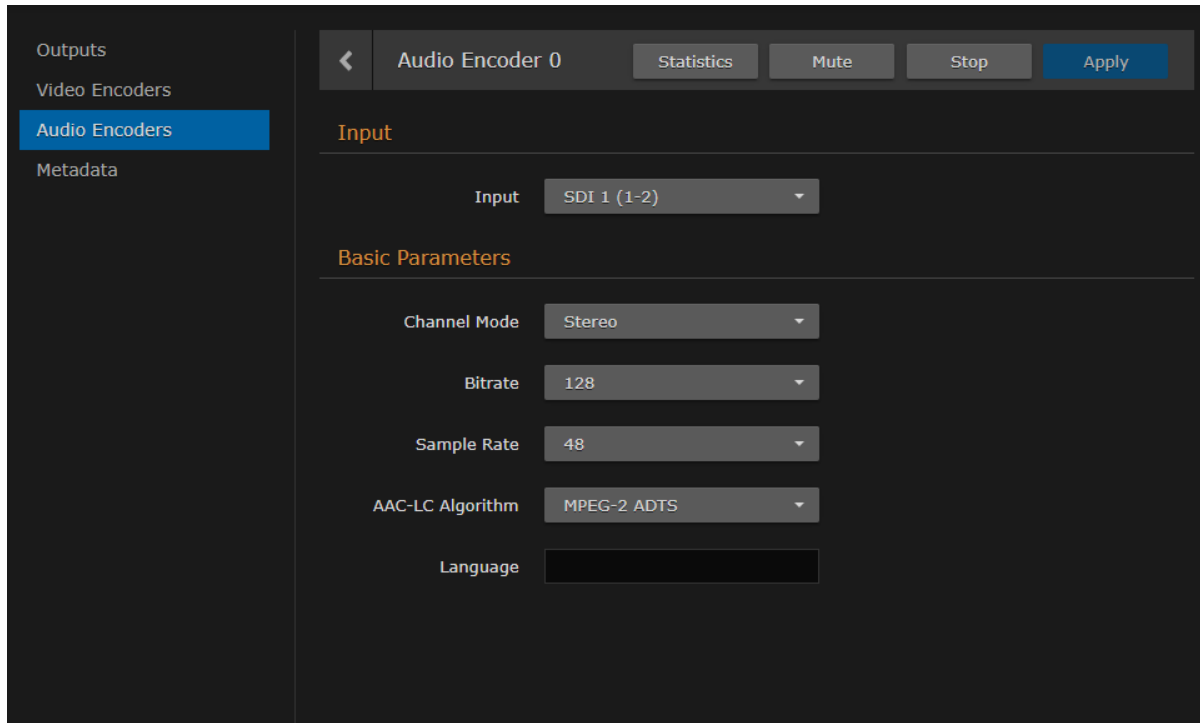 Outputs
Video Encoders
Audio Encoders
Metadata
Audio Encoder 0 Statistics Mute Stop Apply
Input
Input SDI 1 (1-2)
Basic Parameters
Channel Mode Stereo
Bitrate 128
Sample Rate 48
AAC-LC Algorithm MPEG-2 ADTS
Language